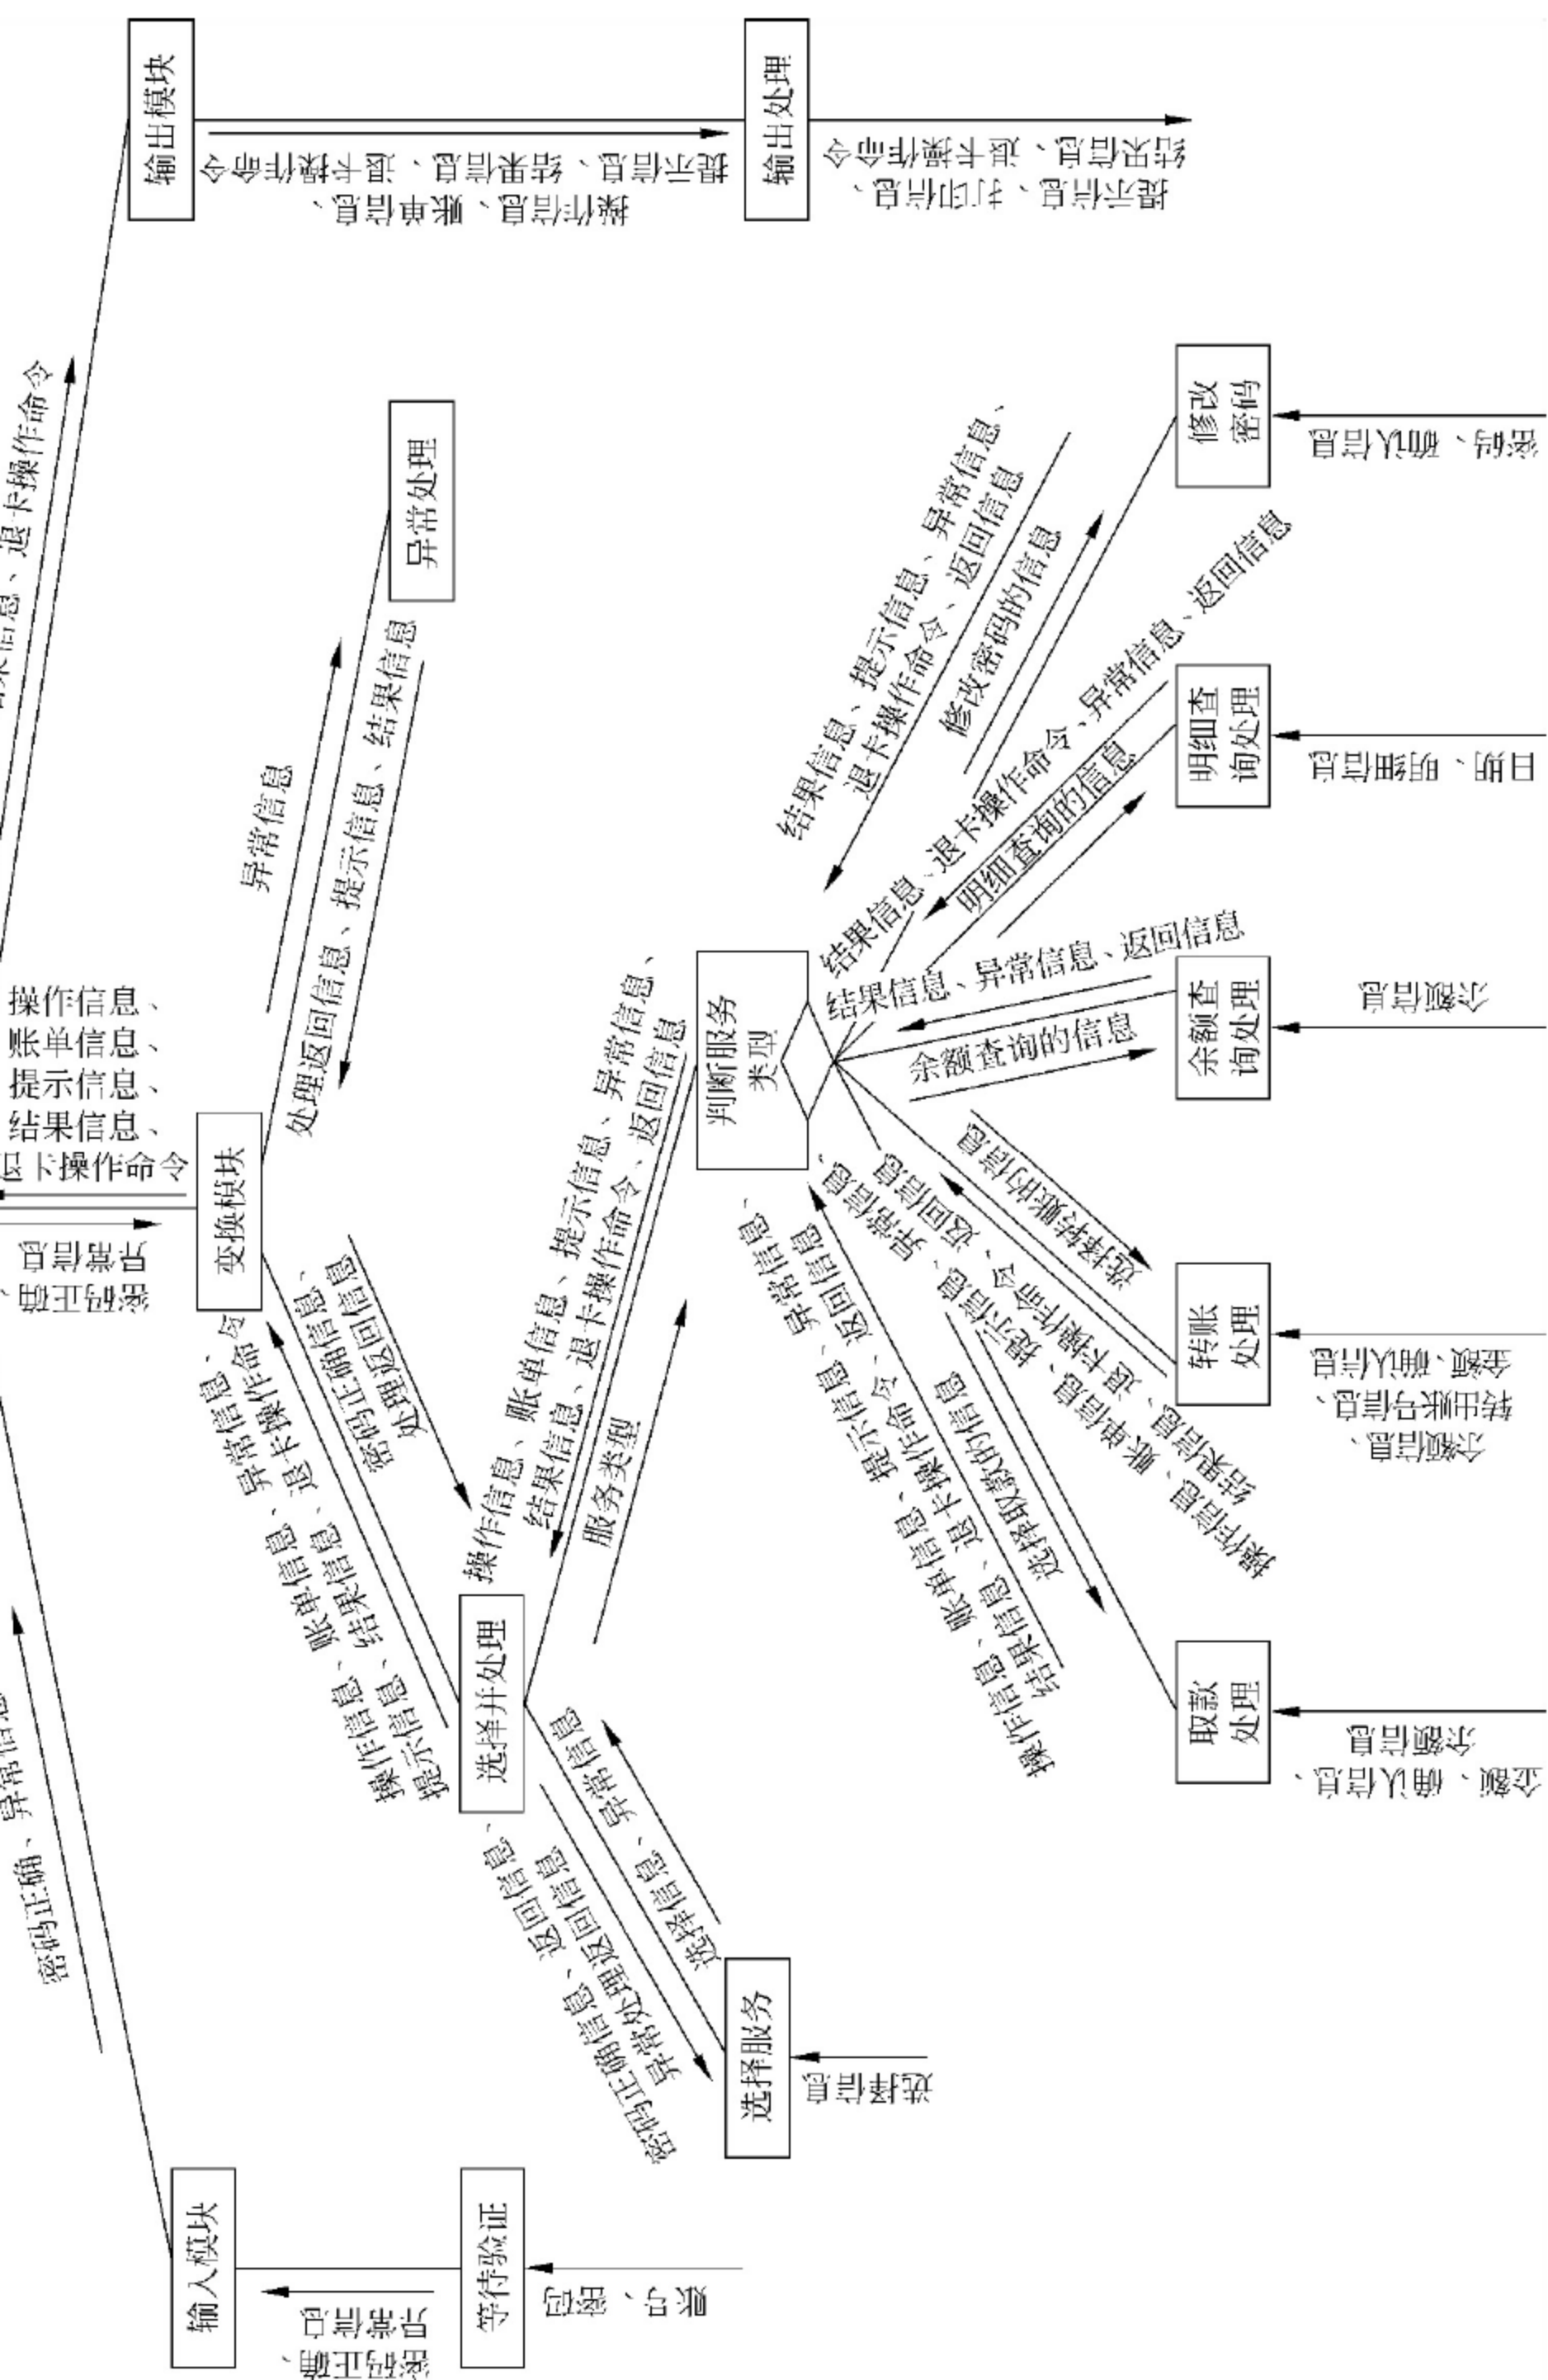 结果信息、退卡操作命令
操作信息、
账单信息、
提示信息、
结果信息、
退卡操作命令
密码正确、
异常信息
密码正确、异常信息
输入模块
密码正确、
异常信息
等待验证
账号、密码
变换模块
异常信息
处理返回信息、提示信息、结果信息
异常处理
输出模块
操作信息、账单信息、
提示信息、结果信息、退卡操作命令
输出处理
提示信息、打印信息、
结果信息、退卡操作命令
操作信息、账单信息、异常信息、
提示信息、结果信息、退卡操作命令
密码正确信息、
处理返回信息
选择并处理
密码正确信息、返回信息、
异常处理返回信息
选择信息、异常信息
选择服务
选择信息
操作信息、账单信息、提示信息、异常信息、
结果信息、退卡操作命令、返回信息
服务类型
判断服务
类型
操作信息、账单信息、提示信息、异常信息、
结果信息、退卡操作命令、返回信息
选择取款的信息
取款
处理
金额、确认信息、
余额信息
操作信息、账单信息、提示信息、异常信息、
结果信息、退卡操作命令、返回信息
选择转账的信息
转账
处理
余额信息、
转出账号信息、
金额、确认信息
结果信息、异常信息、返回信息
余额查询的信息
余额查
询处理
余额信息
结果信息、退卡操作命令、异常信息、返回信息
明细查询的信息
明细查
询处理
日期、明细信息
结果信息、提示信息、异常信息、
退卡操作命令、返回信息
修改密码的信息
修改
密码
密码、确认信息